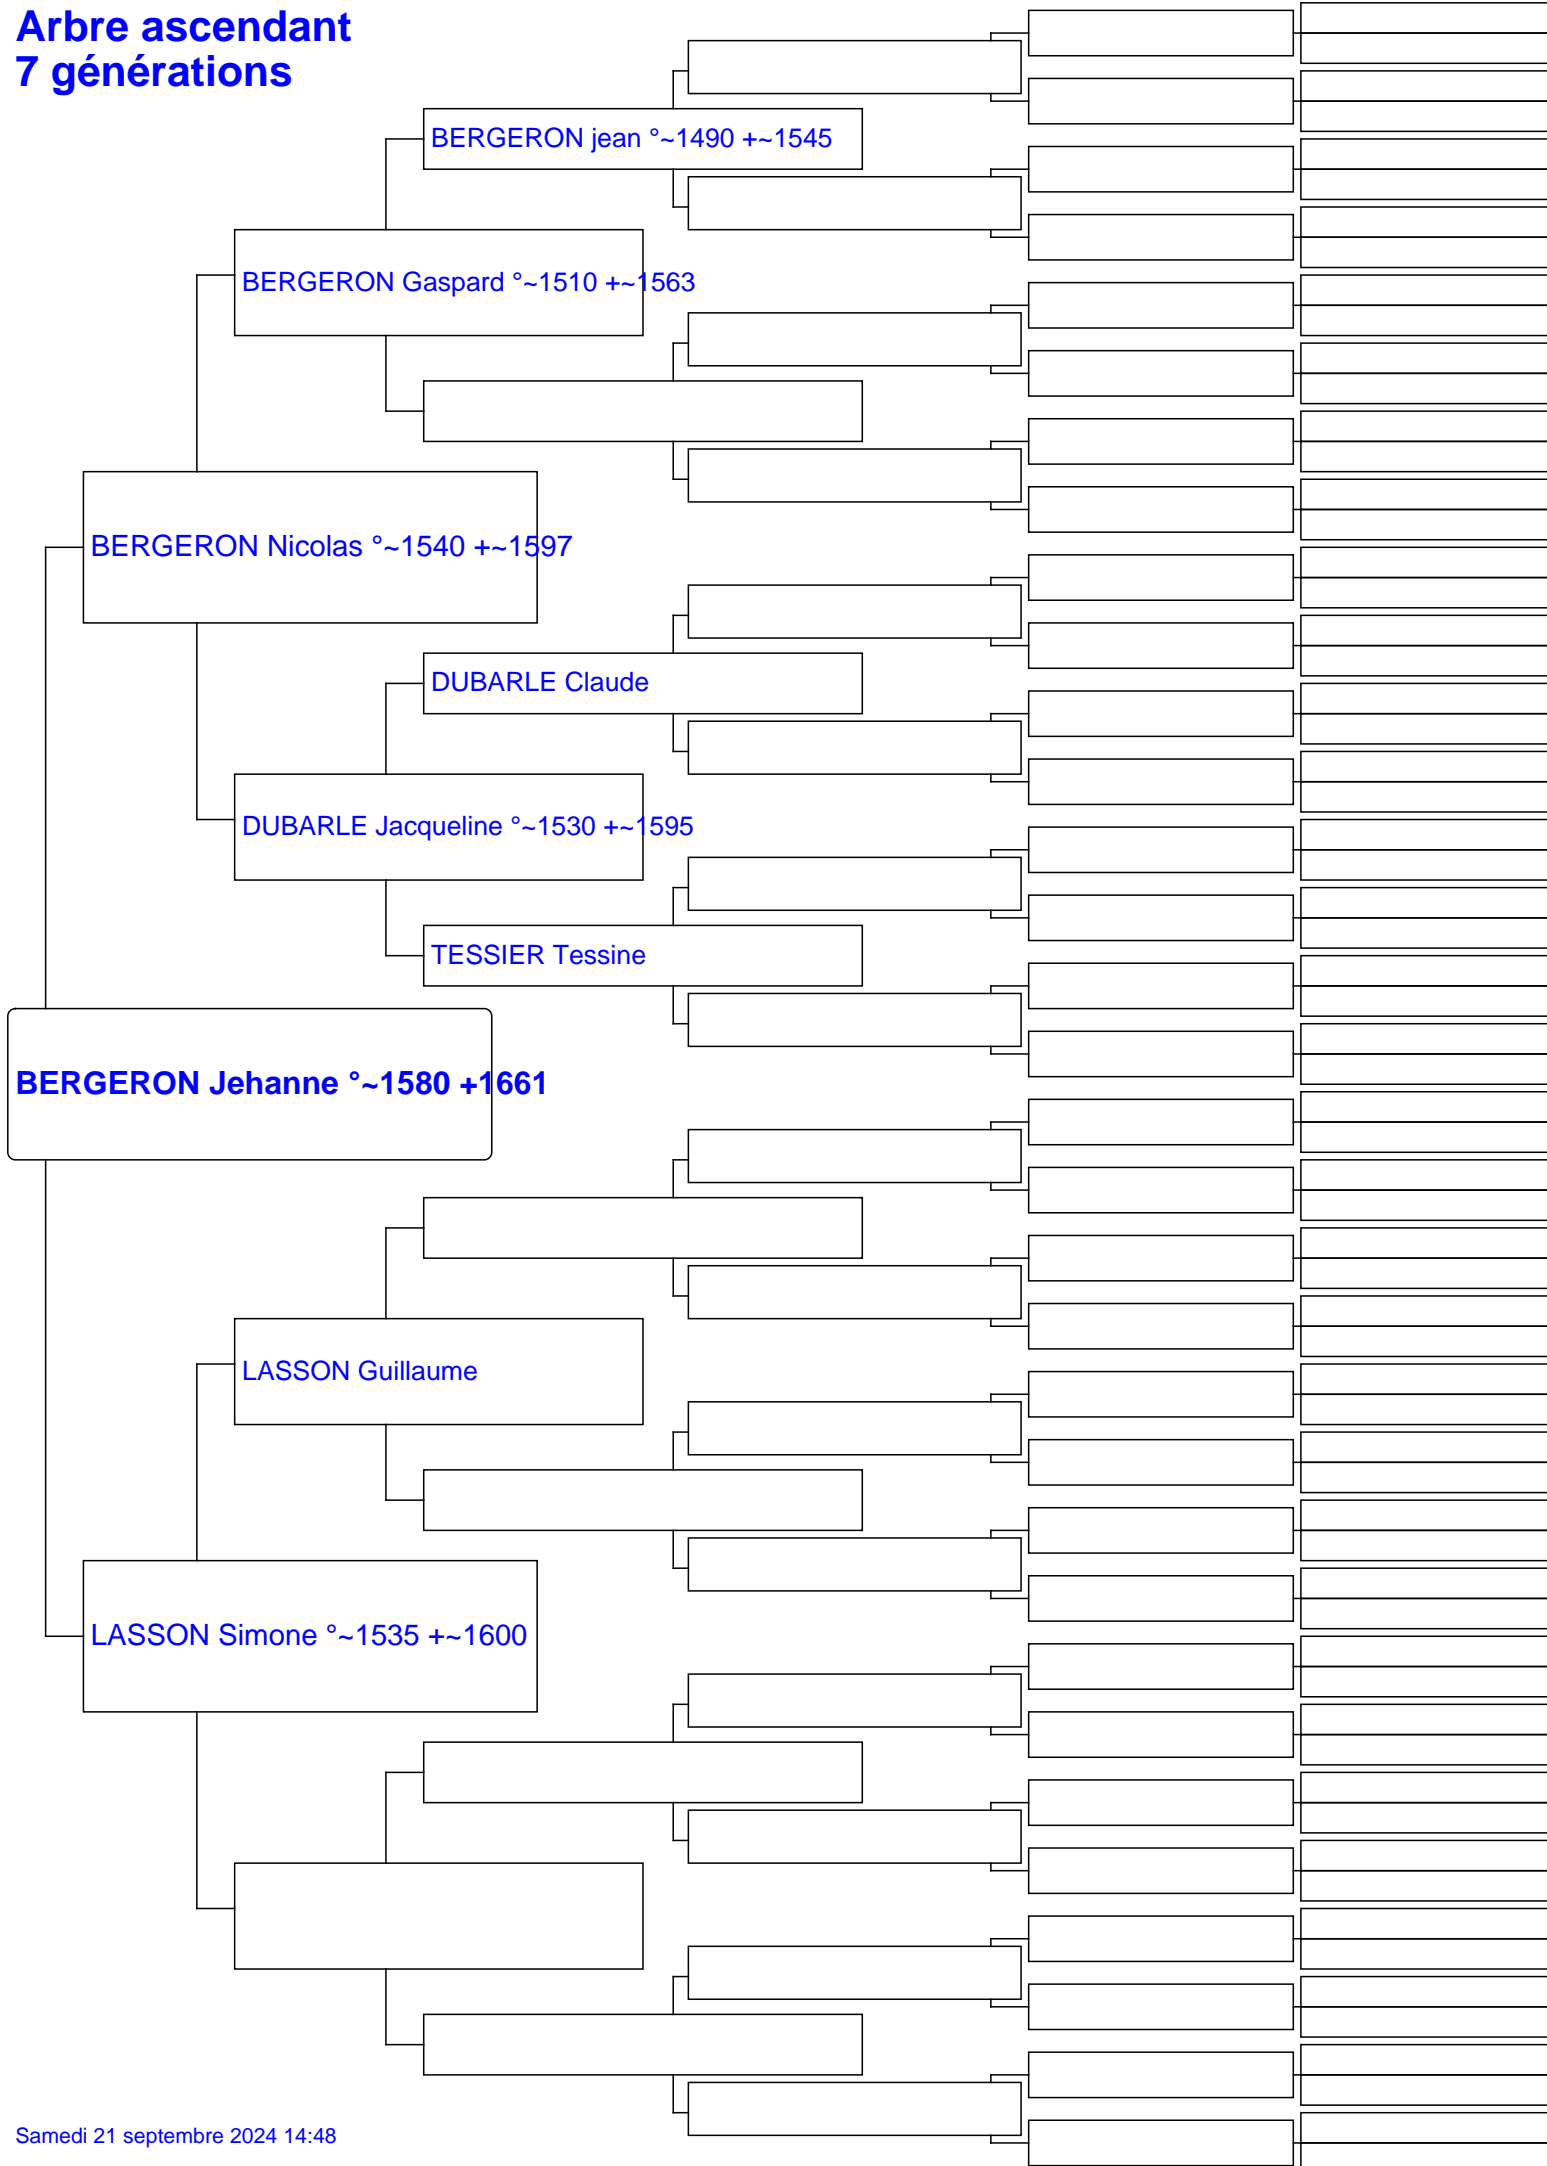 Arbre ascendant
7 générations
BERGERON jean °~1490 +~1545
BERGERON Gaspard °~1510 +~1563
BERGERON Nicolas °~1540 +~1597
DUBARLE Claude
DUBARLE Jacqueline °~1530 +~1595
TESSIER Tessine
BERGERON Jehanne °~1580 +1661
LASSON Guillaume
LASSON Simone °~1535 +~1600
Samedi 21 septembre 2024 14:48